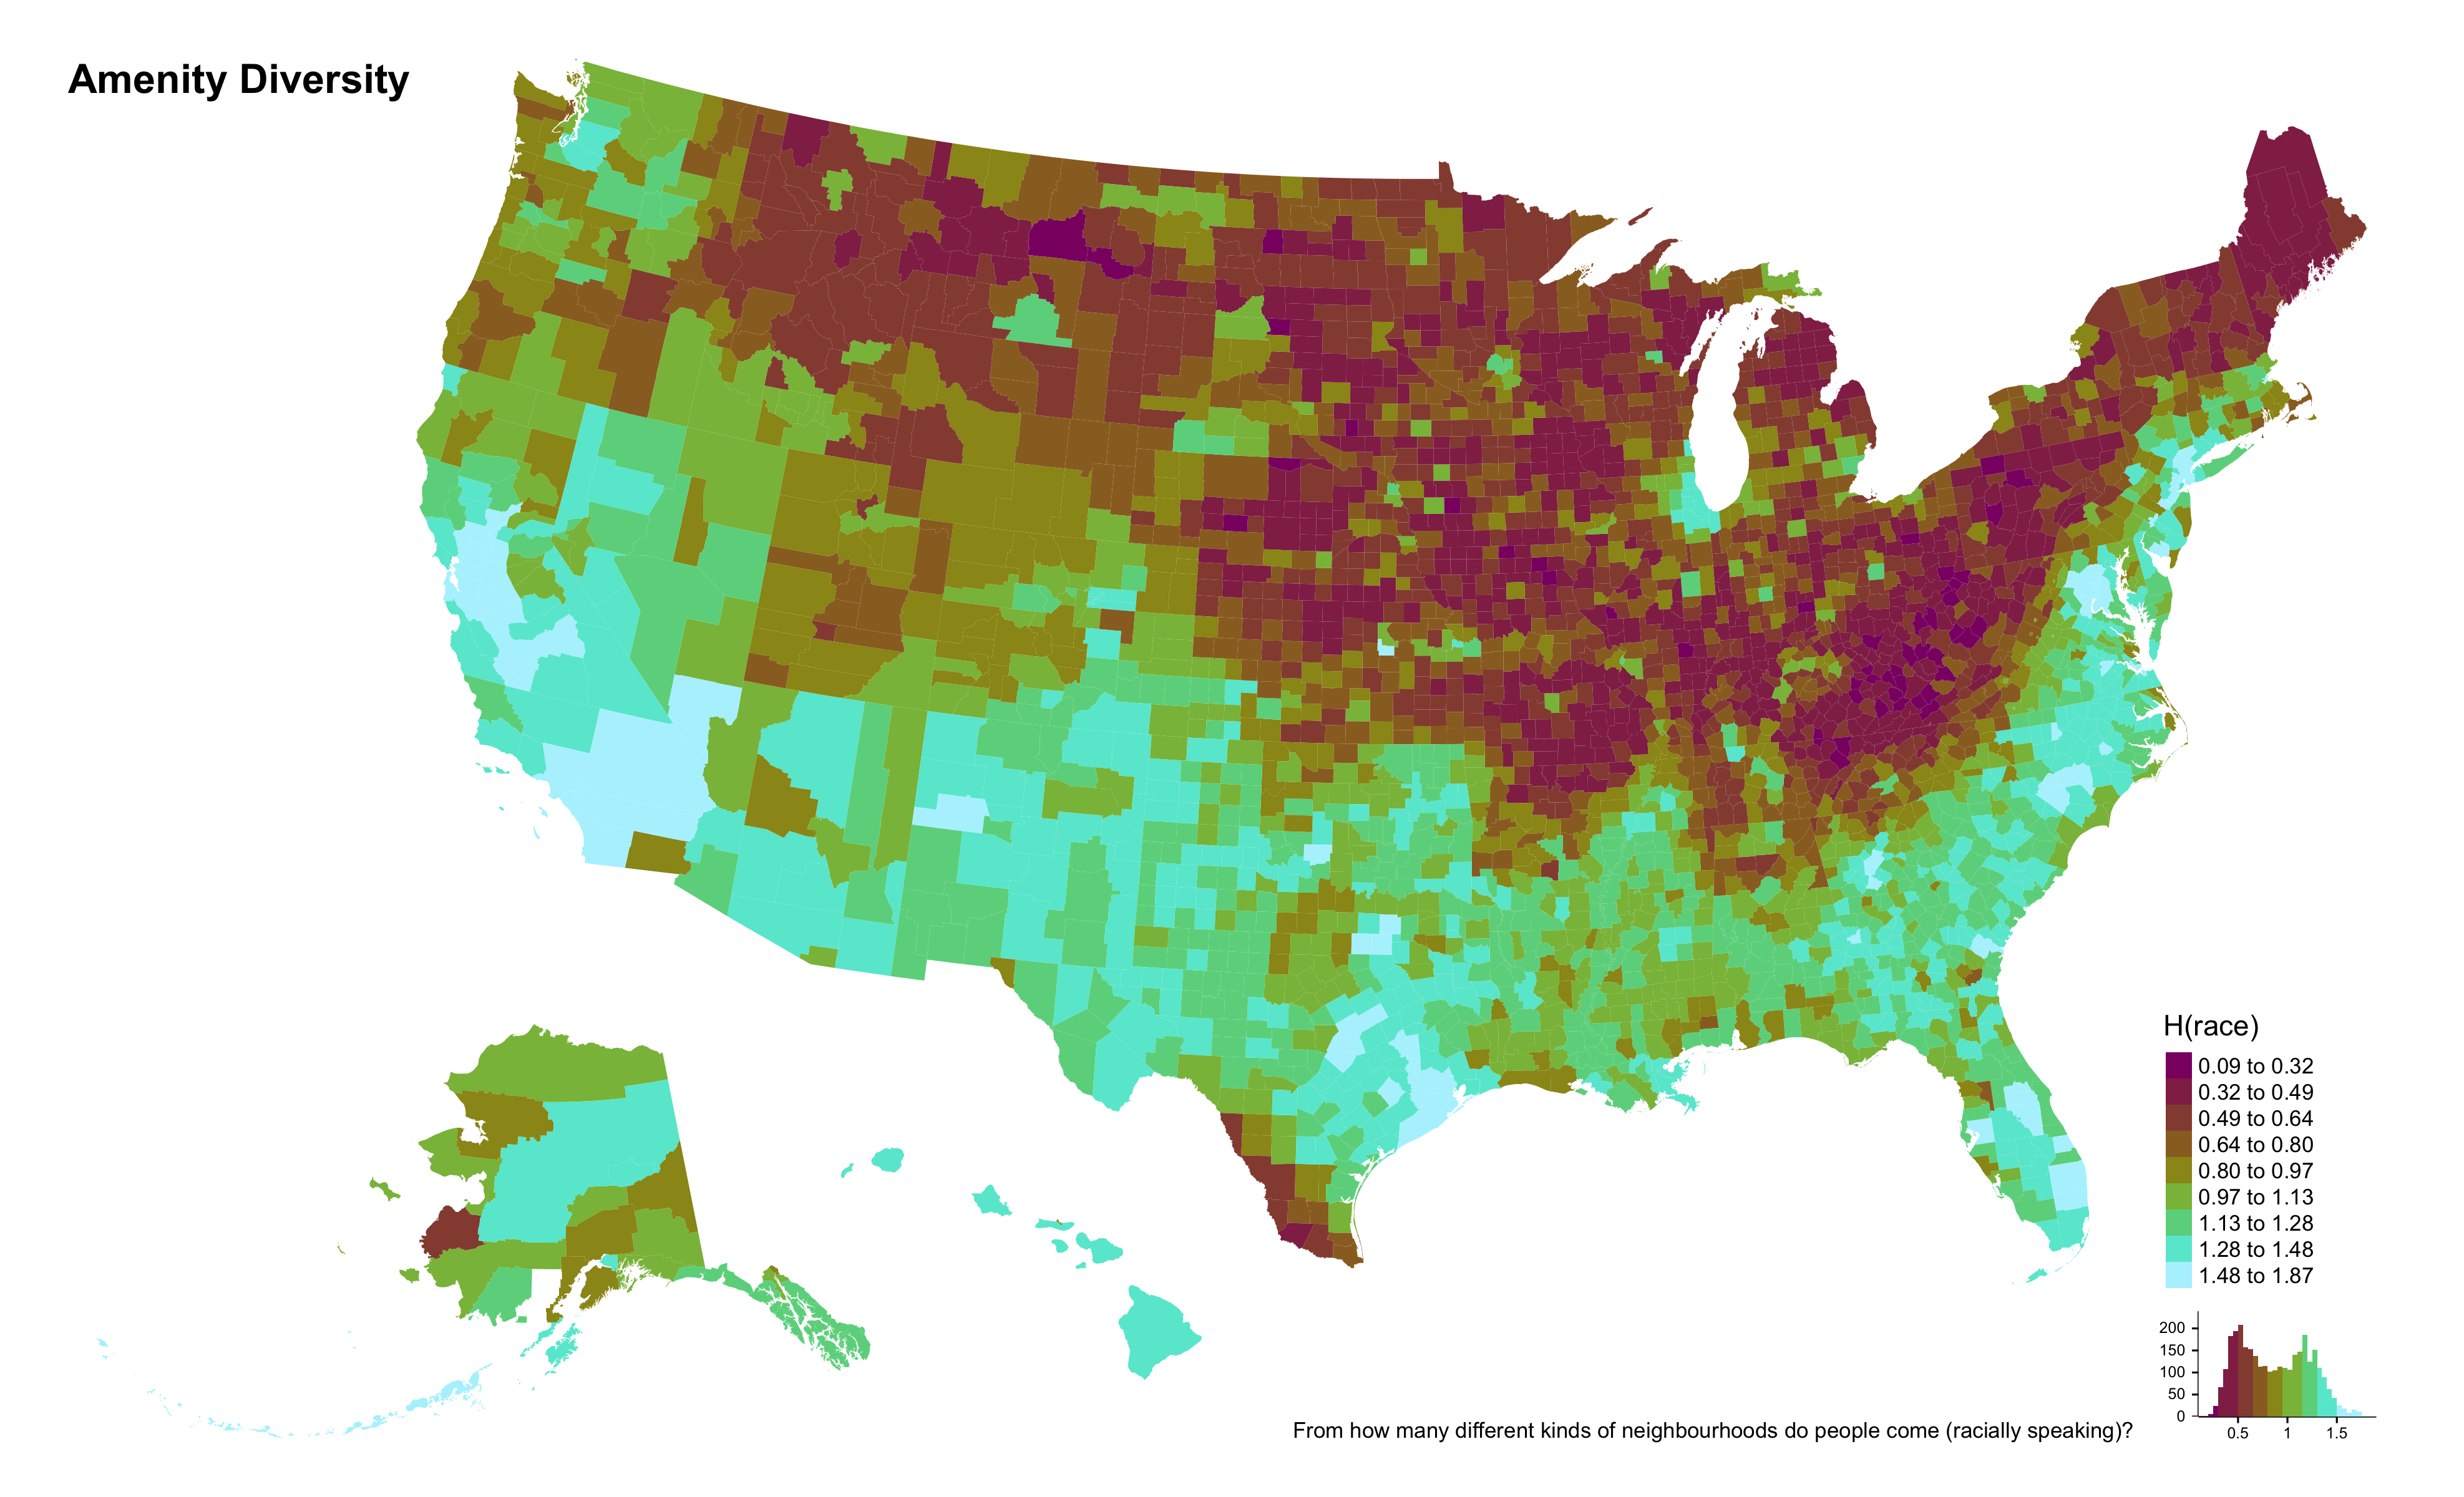 Amenity Diversity
H(race)
0.09 to 0.32
0.32 to 0.49
0.49 to 0.64
0.64 to 0.80
0.80 to 0.97
0.97 to 1.13
1.13 to 1.28
1.28 to 1.48
1.48 to 1.87
200
150
100
50
0
0.5 1 1.5
From how many different kinds of neighbourhoods do people come (racially speaking)?